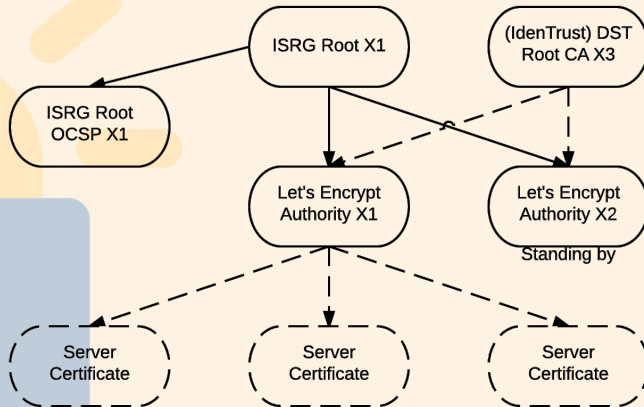 ISRG Root X1
(IdenTrust) DST
Root CA X3
ISRG Root
OCSP X1
Let's Encrypt
Authority X1
Let's Encrypt
Authority X2
Standing by
Server
Certificate
Server
Certificate
Server
Certificate